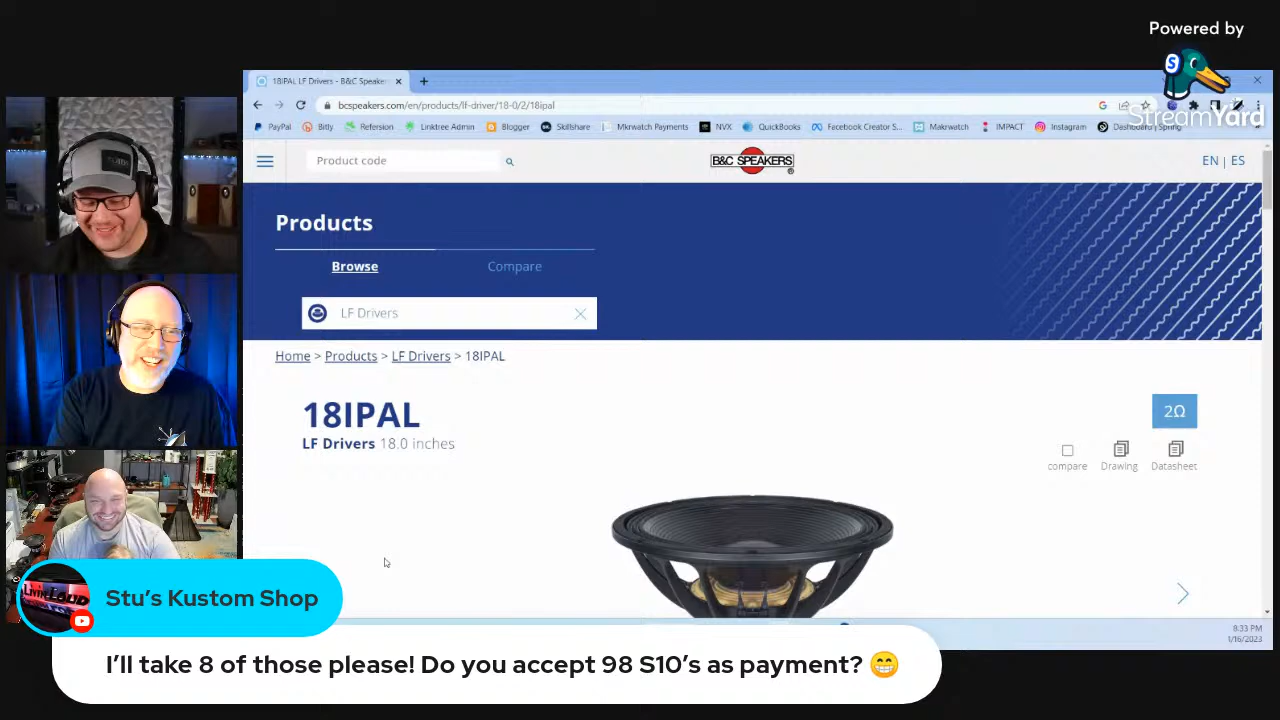 Powered by
StreamYard
18IPAL LF Drivers - B&C Speaker
bcspeakers.com/en/products/lf-driver/18-0/2/18ipal
PayPal Bitly Refersion Linktree Admin Blogger Skillshare Mkrwatch Payments NVX QuickBooks Facebook Creator S... Makrwatch IMPACT Instagram Dashboard | Spring
Product code
B&C SPEAKERS
EN | ES
Products
Browse Compare
LF Drivers
Home > Products > LF Drivers > 18IPAL
18IPAL
2Ω
LF Drivers 18.0 inches
compare Drawing Datasheet
8:33 PM
1/16/2023
LivinLoud
Stu’s Kustom Shop
I’ll take 8 of those please! Do you accept 98 S10’s as payment? 😁